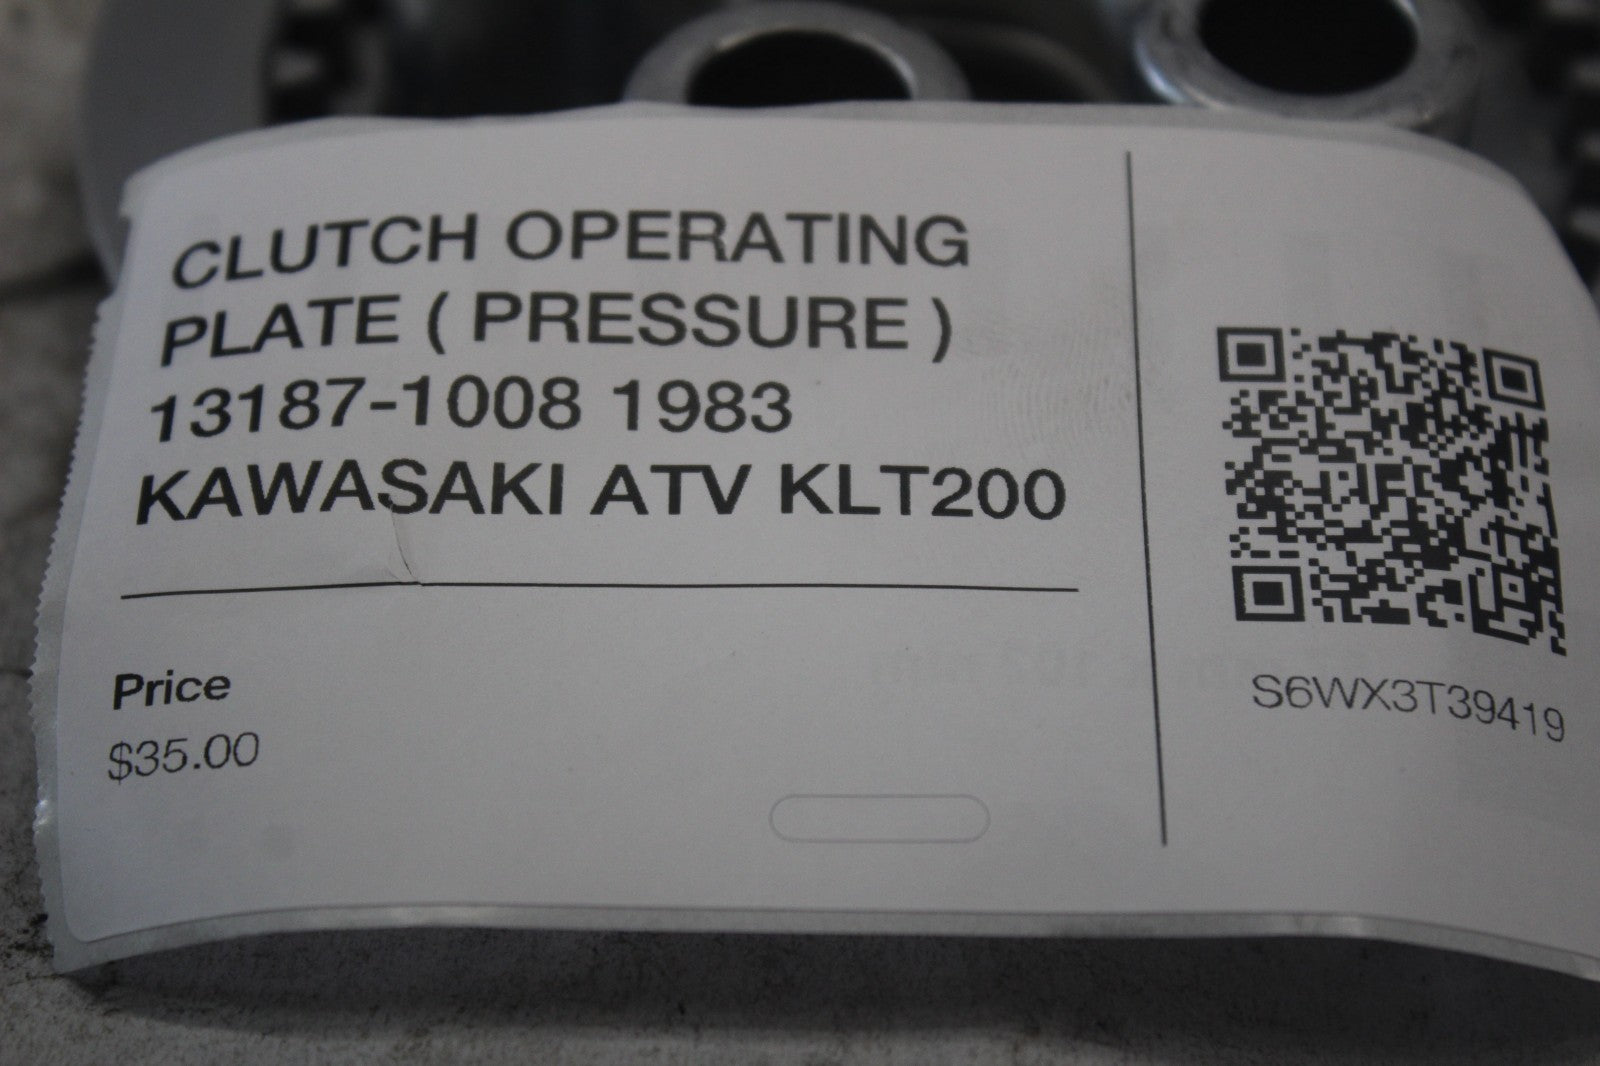 CLUTCH OPERATING
PLATE ( PRESSURE )
13187-1008 1983
KAWASAKI ATV KLT200
Price
$35.00
S6WX3T39419